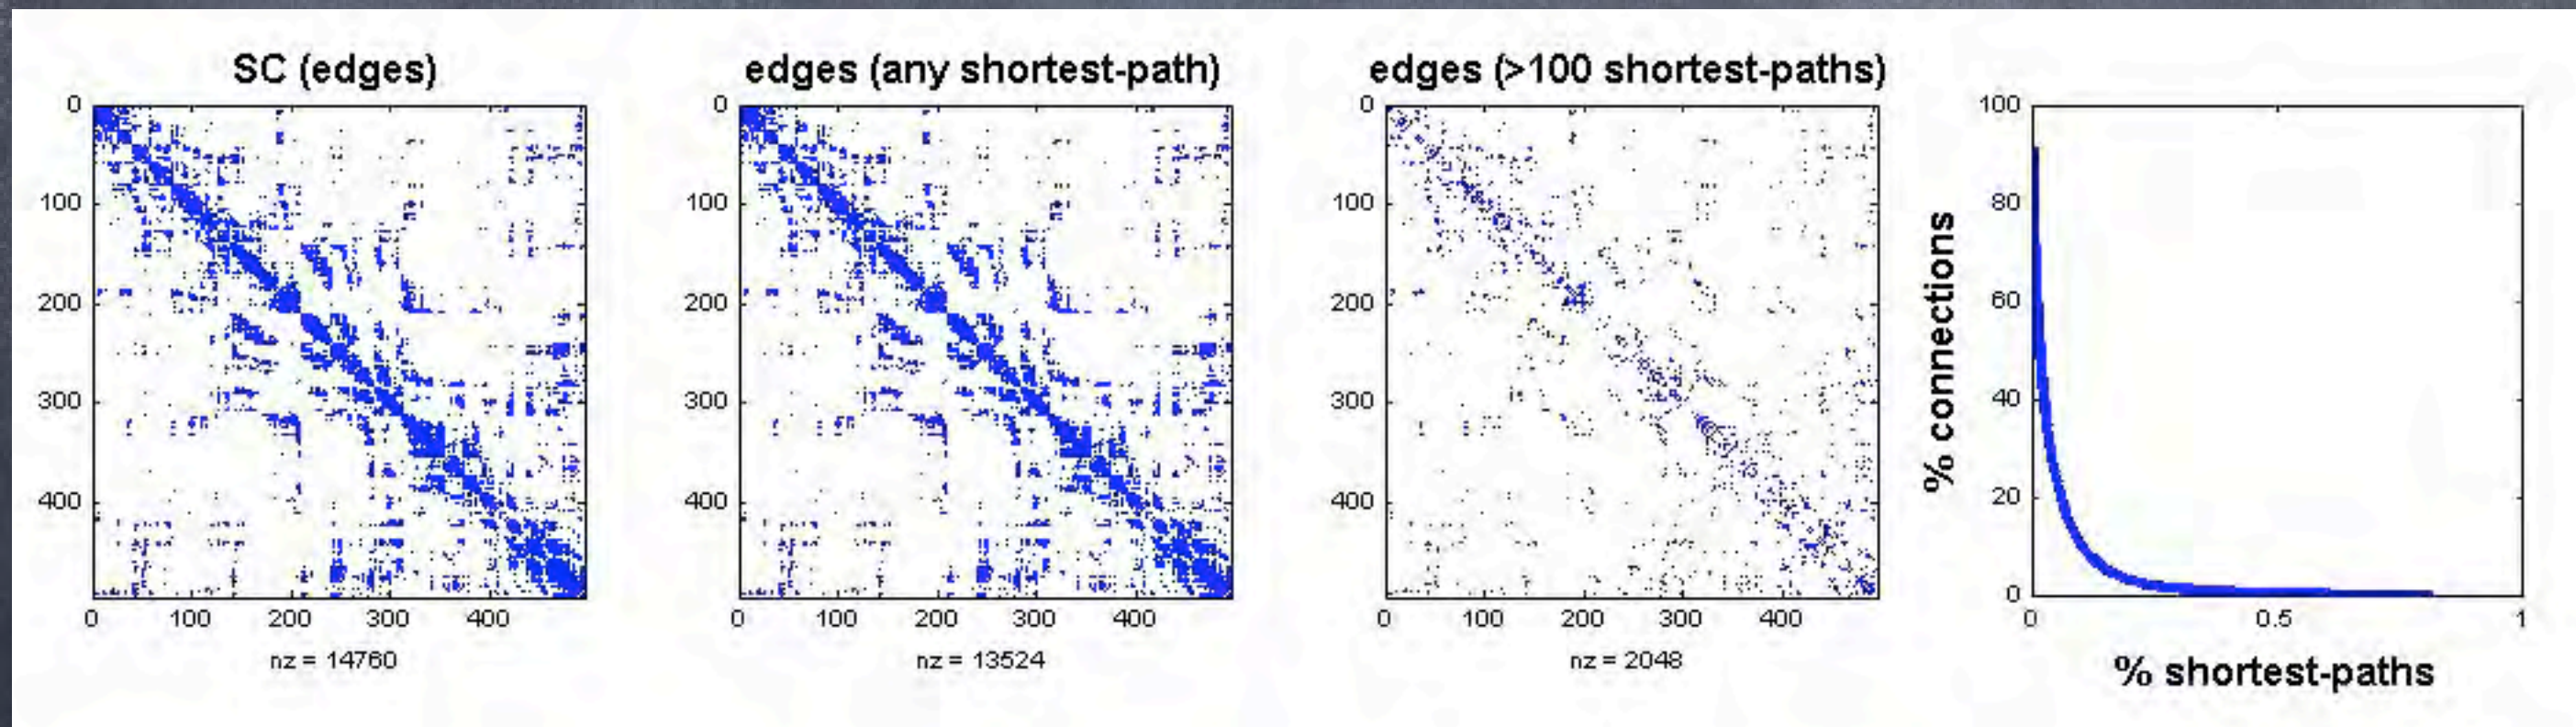 SC (edges)
0
100
200
300
400
0 100 200 300 400
nz = 14760
edges (any shortest-path)
0
100
200
300
400
0 100 200 300 400
nz = 13524
edges (>100 shortest-paths)
0
100
200
300
400
0 100 200 300 400
nz = 2048
% connections
100
80
60
40
20
0
0 0.5 1
% shortest-paths